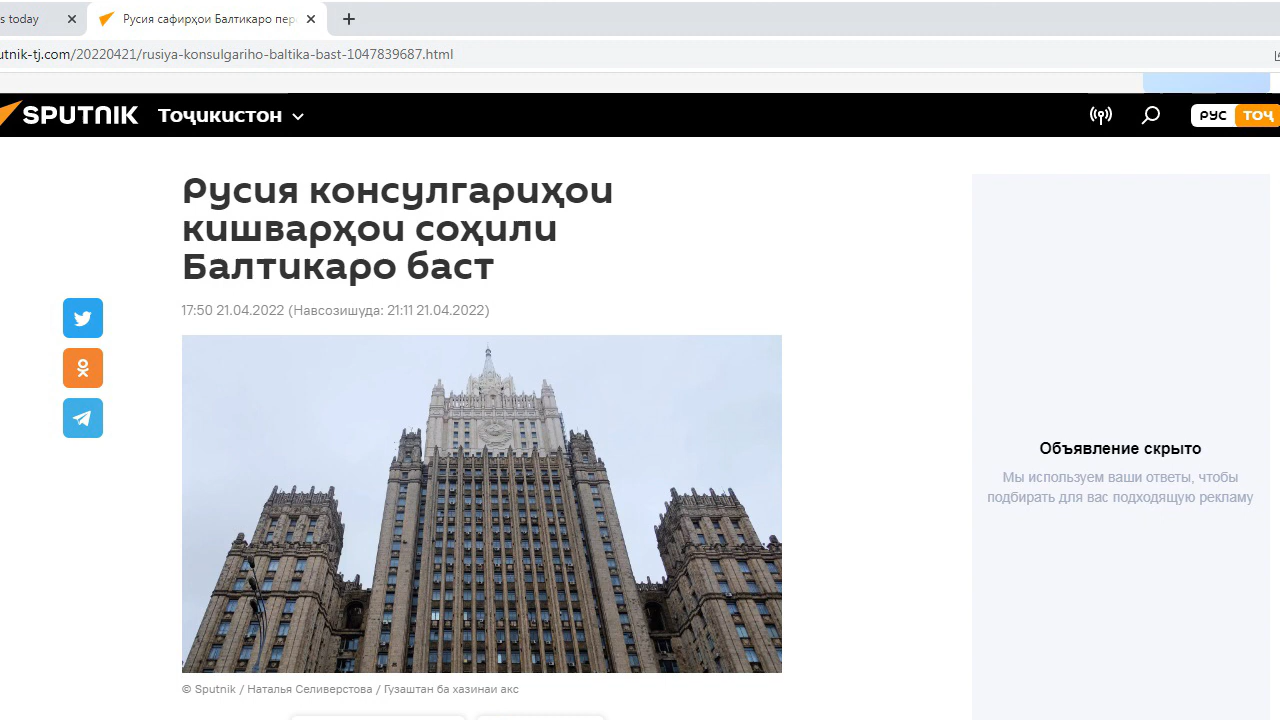 s today
Русия сафирҳои Балтикаро пер
utnik-tj.com/20220421/rusiya-konsulgariho-baltika-bast-1047839687.html
SPUTNIK Тоҷикистон
РУС ТОҶ
Русия консулгариҳои
кишварҳои соҳили
Балтикаро баст
17:50 21.04.2022 (Навсозишуда: 21:11 21.04.2022)
Объявление скрыто
Мы используем ваши ответы, чтобы
подбирать для вас подходящую рекламу
© Sputnik / Наталья Селиверстова / Гузаштан ба хазинаи акс